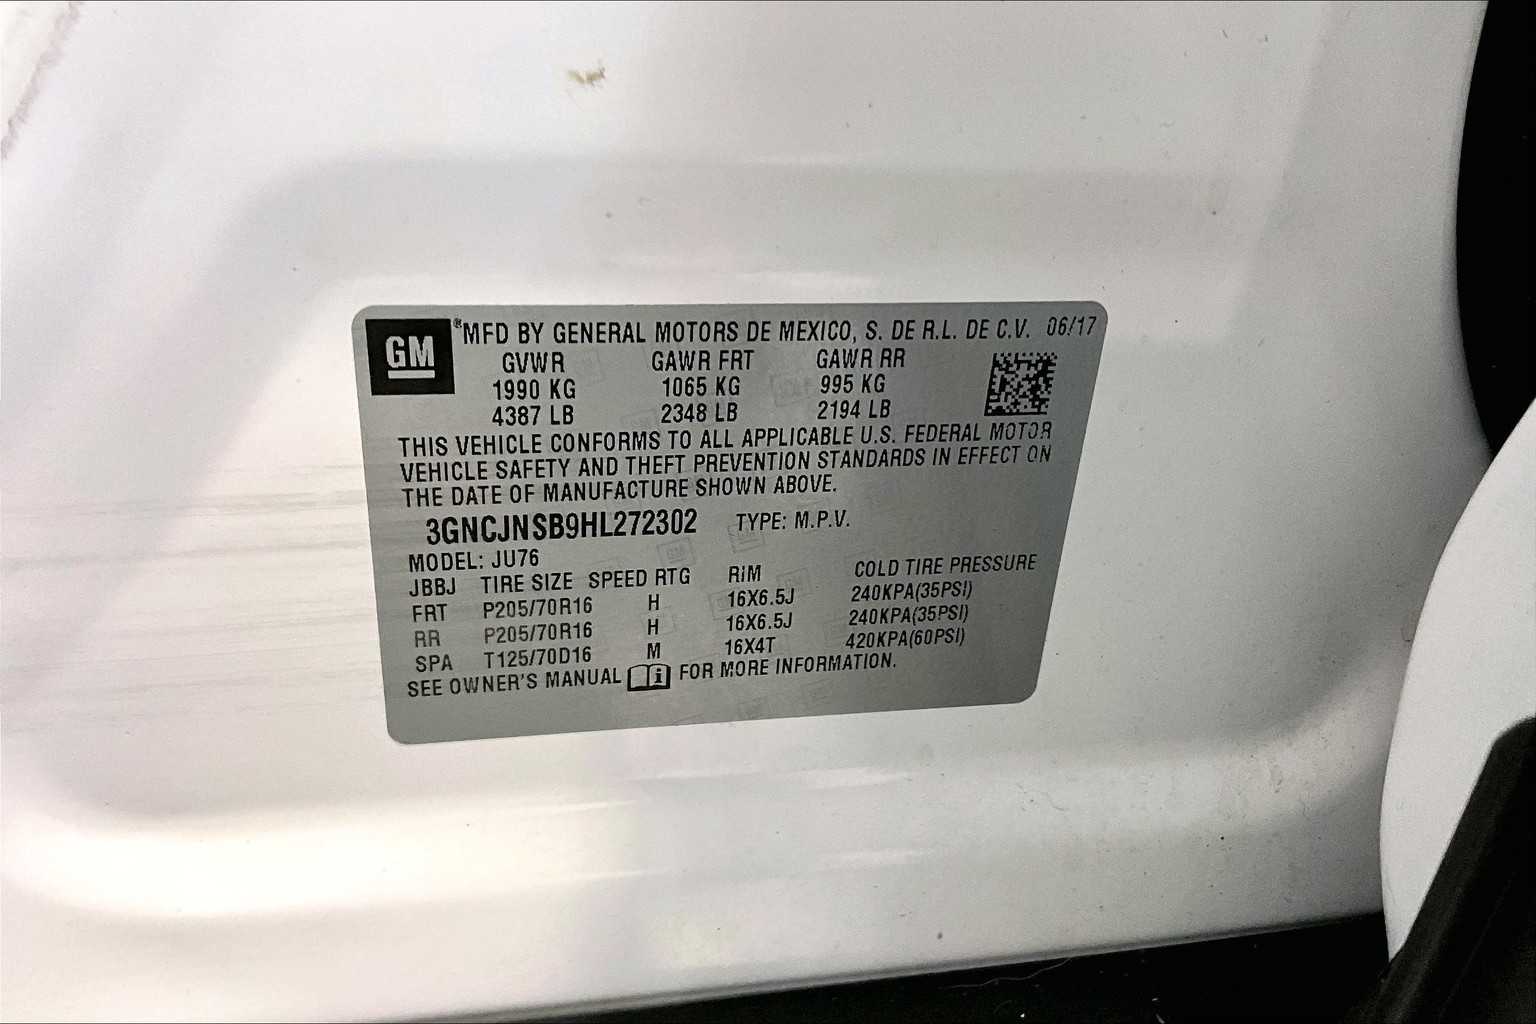 GM ® MFD BY GENERAL MOTORS DE MEXICO, S. DE R.L. DE C.V. 06/17
GVWR GAWR FRT GAWR RR
1990 KG 1065 KG 995 KG
4387 LB 2348 LB 2194 LB
THIS VEHICLE CONFORMS TO ALL APPLICABLE U.S. FEDERAL MOTOR
VEHICLE SAFETY AND THEFT PREVENTION STANDARDS IN EFFECT ON
THE DATE OF MANUFACTURE SHOWN ABOVE.
3GNCJNSB9HL272302 TYPE: M.P.V.
MODEL: JU76
JBBJ TIRE SIZE SPEED RTG RIM COLD TIRE PRESSURE
FRT P205/70R16 H 16X6.5J 240KPA(35PSI)
RR P205/70R16 H 16X6.5J 240KPA(35PSI)
SPA T125/70D16 M 16X4T 420KPA(60PSI)
SEE OWNER'S MANUAL FOR MORE INFORMATION.